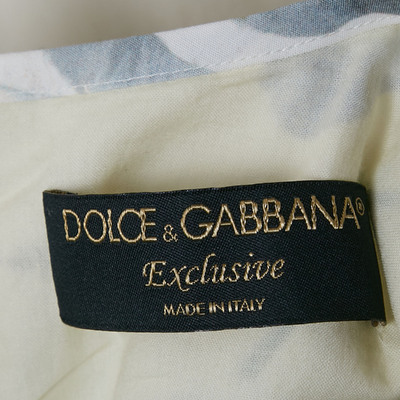 DOLCE & GABBANA®
Exclusive
MADE IN ITALY